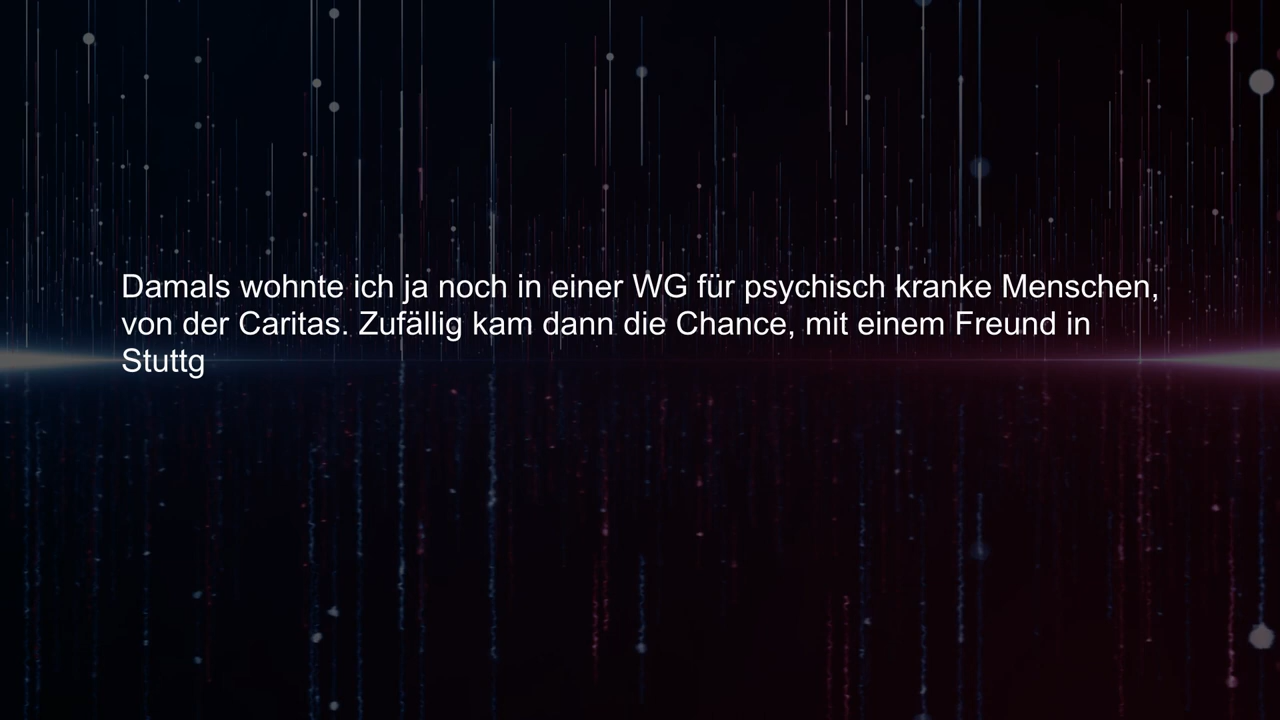 Damals wohnte ich ja noch in einer WG für psychisch kranke Menschen,
von der Caritas. Zufällig kam dann die Chance, mit einem Freund in
Stuttg